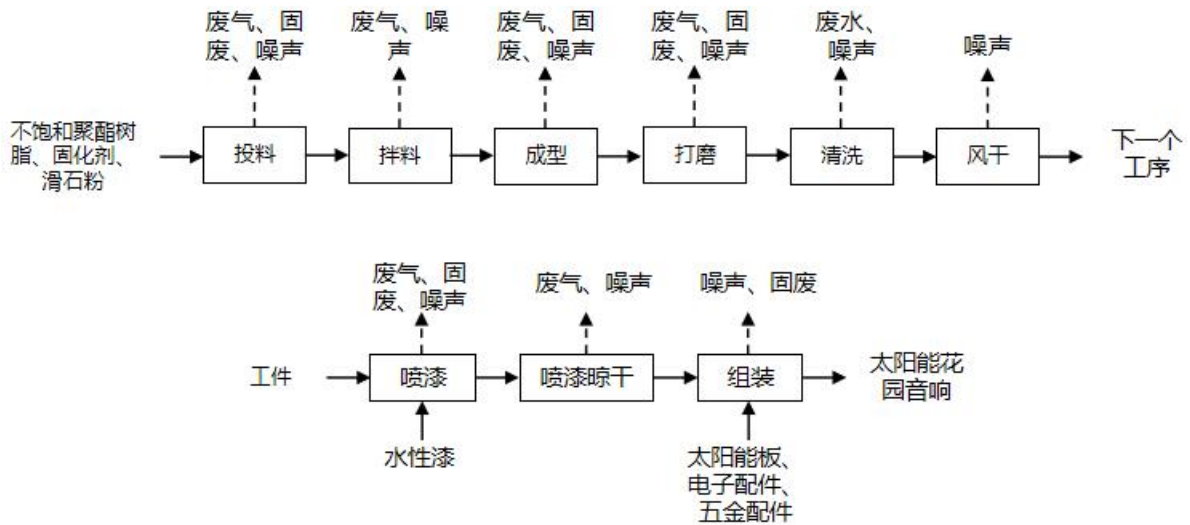 废气、固
废、噪声
废气、噪
声
废气、固
废、噪声
废气、固
废、噪声
废水、
噪声
噪声
不饱和聚酯树
脂、固化剂、
滑石粉
投料
拌料
成型
打磨
清洗
风干
下一个
工序
废气、固
废、噪声
废气、噪声
噪声、固废
工件
喷漆
喷漆晾干
组装
太阳能花
园音响
水性漆
太阳能板、
电子配件、
五金配件